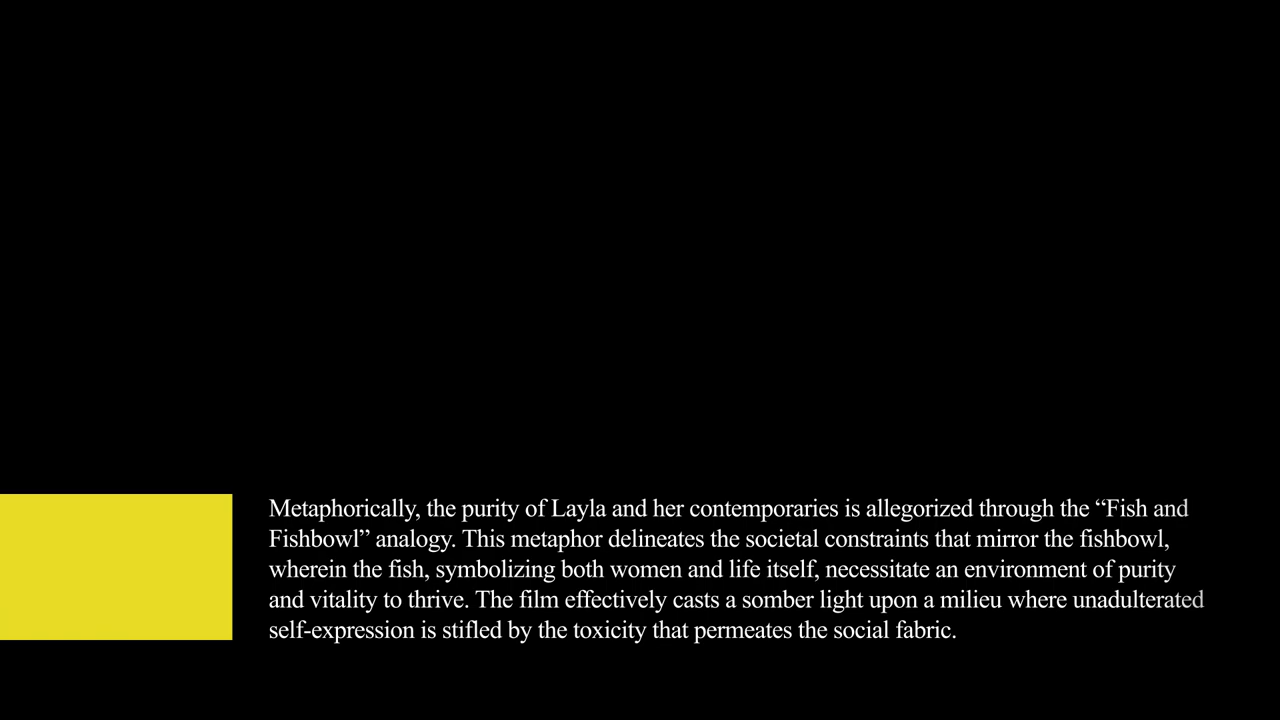 Metaphorically, the purity of Layla and her contemporaries is allegorized through the “Fish and
Fishbowl” analogy. This metaphor delineates the societal constraints that mirror the fishbowl,
wherein the fish, symbolizing both women and life itself, necessitate an environment of purity
and vitality to thrive. The film effectively casts a somber light upon a milieu where unadulterated
self-expression is stifled by the toxicity that permeates the social fabric.